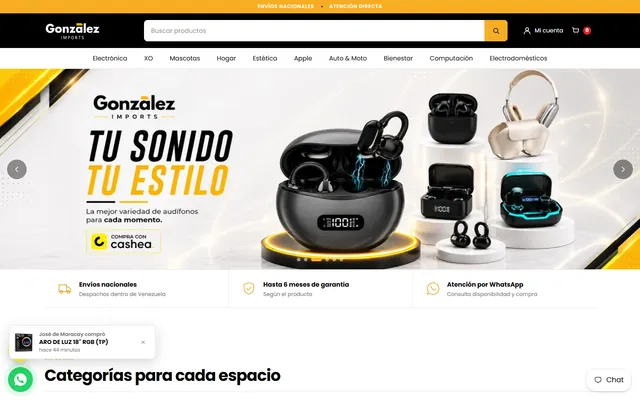 ENVÍOS NACIONALES • ATENCIÓN DIRECTA
González
IMPORTS
Buscar productos
Mi cuenta
0
Electrónica XO Mascotas Hogar Estética Apple Auto & Moto Bienestar Computación Electrodomésticos
González
IMPORTS
TU SONIDO
TU ESTILO
La mejor variedad de audífonos
para cada momento.
COMPRA CON
cashea
100
Envíos nacionales
Despachos dentro de Venezuela
Hasta 6 meses de garantía
Según el producto
Atención por WhatsApp
Consulta disponibilidad y compra
José de Maracay compró
ARO DE LUZ 18" RGB (TP)
hace 44 minutos
Categorías para cada espacio
Chat